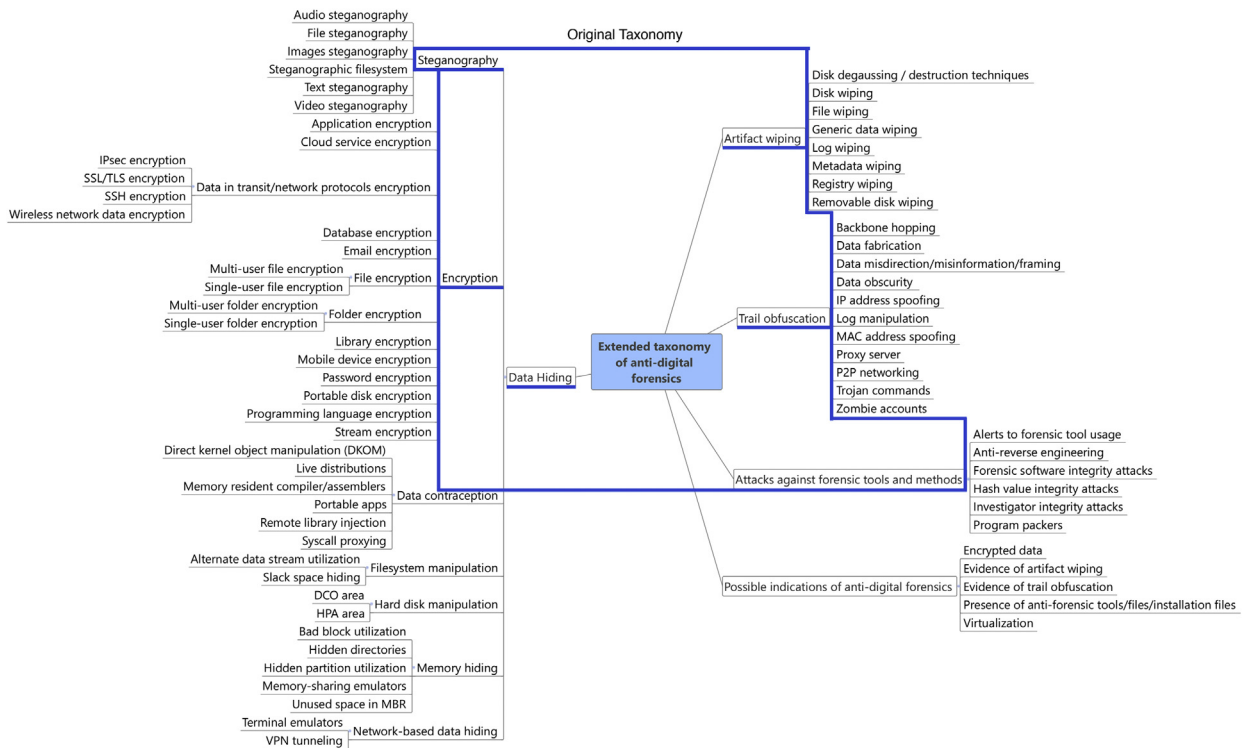 Original Taxonomy
Audio steganography
File steganography
Images steganography
Steganographic filesystem
Text steganography
Video steganography
Steganography
Application encryption
Cloud service encryption
IPsec encryption
SSL/TLS encryption
SSH encryption
Wireless network data encryption
Data in transit/network protocols encryption
Database encryption
Email encryption
Multi-user file encryption
Single-user file encryption
File encryption
Multi-user folder encryption
Single-user folder encryption
Folder encryption
Library encryption
Mobile device encryption
Password encryption
Portable disk encryption
Programming language encryption
Stream encryption
Encryption
Direct kernel object manipulation (DKOM)
Live distributions
Memory resident compiler/assemblers
Portable apps
Remote library injection
Syscall proxying
Data contraception
Alternate data stream utilization
Slack space hiding
Filesystem manipulation
DCO area
HPA area
Hard disk manipulation
Bad block utilization
Hidden directories
Hidden partition utilization
Memory-sharing emulators
Unused space in MBR
Memory hiding
Terminal emulators
VPN tunneling
Network-based data hiding
Data Hiding
Extended taxonomy
of anti-digital
forensics
Artifact wiping
Disk degaussing / destruction techniques
Disk wiping
File wiping
Generic data wiping
Log wiping
Metadata wiping
Registry wiping
Removable disk wiping
Trail obfuscation
Backbone hopping
Data fabrication
Data misdirection/misinformation/framing
Data obscurity
IP address spoofing
Log manipulation
MAC address spoofing
Proxy server
P2P networking
Trojan commands
Zombie accounts
Attacks against forensic tools and methods
Alerts to forensic tool usage
Anti-reverse engineering
Forensic software integrity attacks
Hash value integrity attacks
Investigator integrity attacks
Program packers
Possible indications of anti-digital forensics
Encrypted data
Evidence of artifact wiping
Evidence of trail obfuscation
Presence of anti-forensic tools/files/installation files
Virtualization